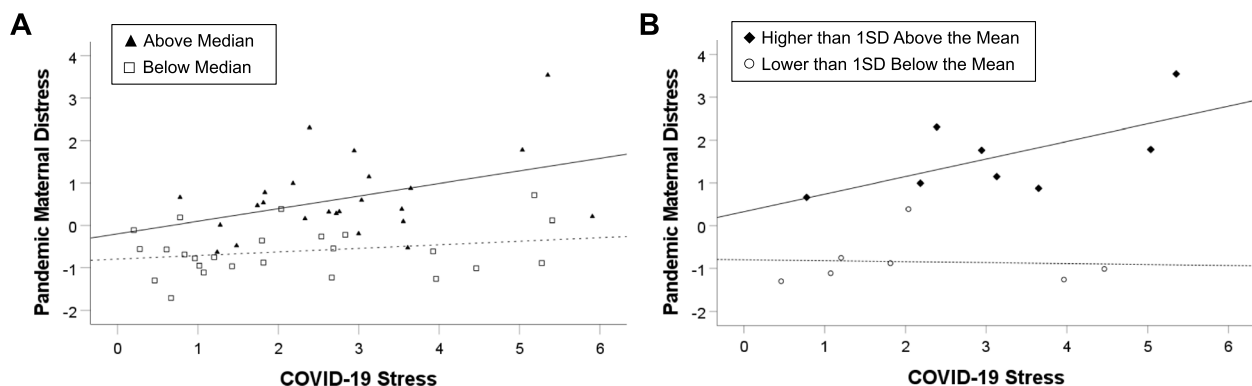 A
Above Median
Below Median
Pandemic Maternal Distress
4
3
2
1
0
-1
-2
0 1 2 3 4 5 6
COVID-19 Stress
B
Higher than 1SD Above the Mean
Lower than 1SD Below the Mean
Pandemic Maternal Distress
4
3
2
1
0
-1
-2
0 1 2 3 4 5 6
COVID-19 Stress